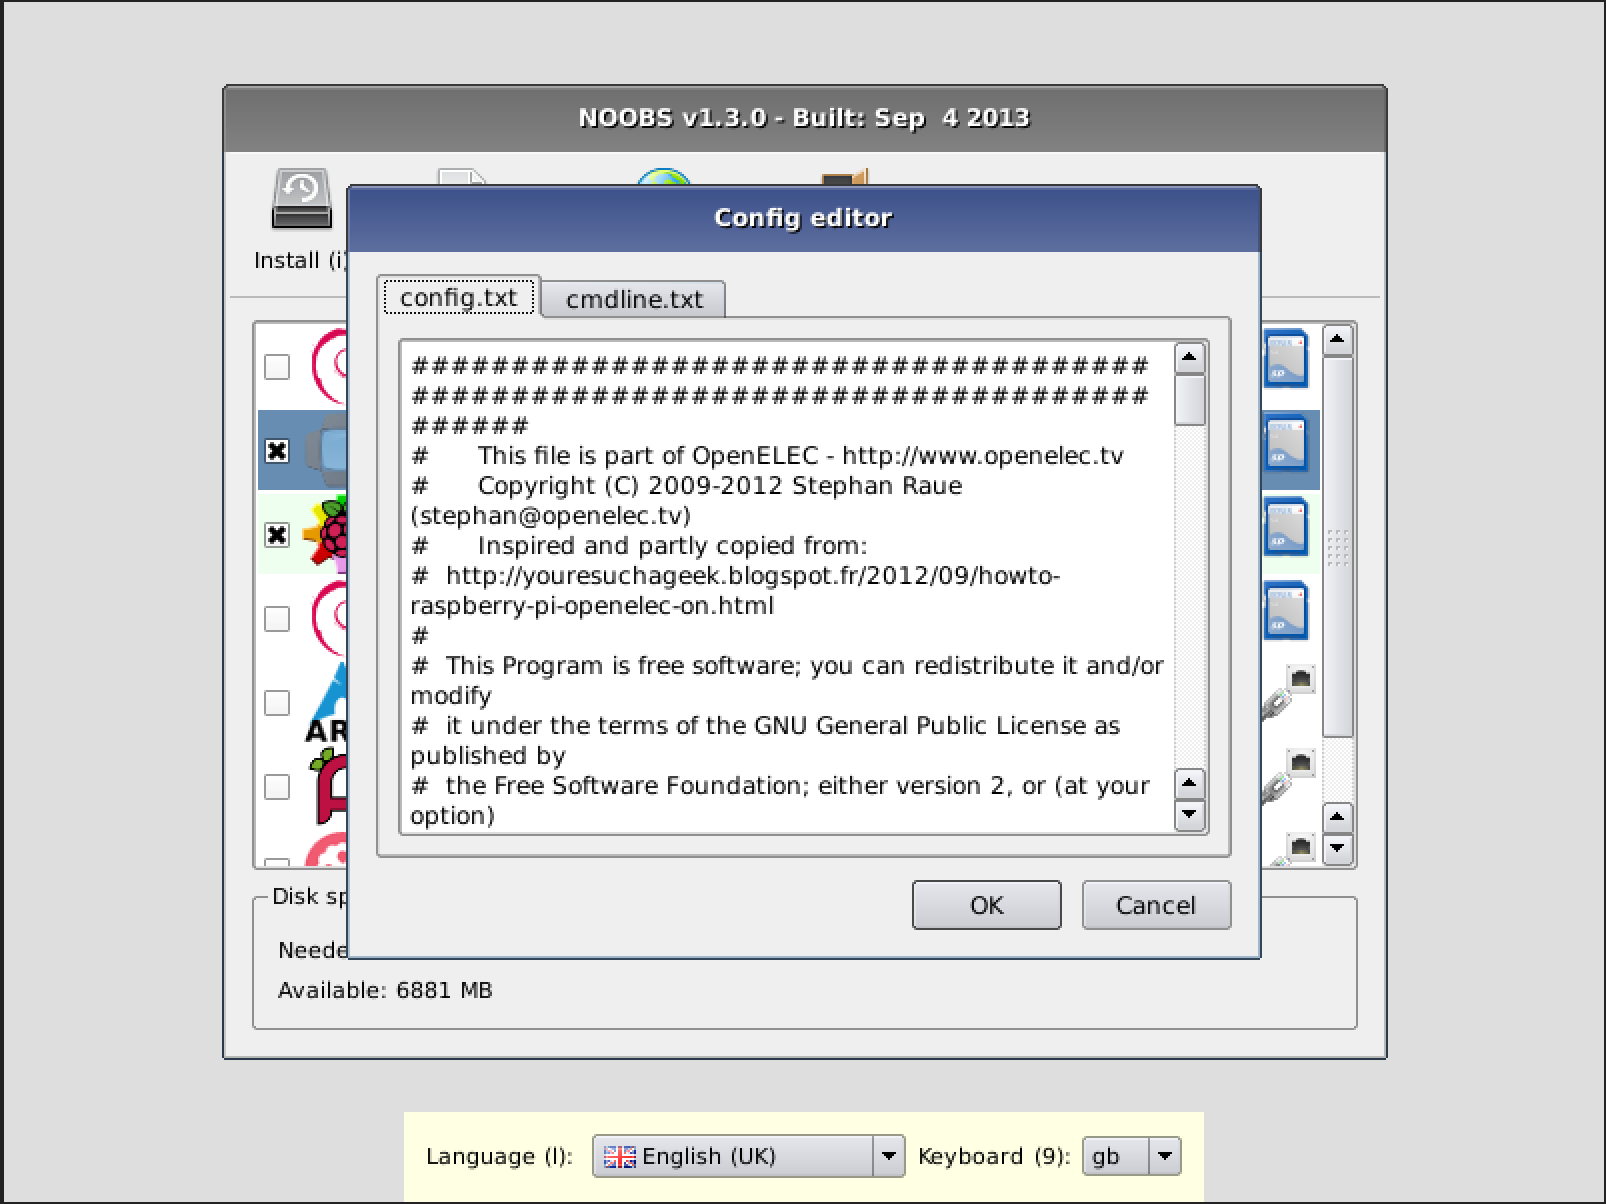 NOOBS v1.3.0 - Built: Sep  4 2013
Install (i)
Config editor
config.txt
cmdline.txt
#####################################
#####################################
######
#      This file is part of OpenELEC - http://www.openelec.tv
#      Copyright (C) 2009-2012 Stephan Raue
(stephan@openelec.tv)
#      Inspired and partly copied from:
#  http://youresuchageek.blogspot.fr/2012/09/howto-
raspberry-pi-openelec-on.html
#
#  This Program is free software; you can redistribute it and/or
modify
#  it under the terms of the GNU General Public License as
published by
#  the Free Software Foundation; either version 2, or (at your
option)
OK
Cancel
Disk sp
Neede
Available: 6881 MB
Language (l):
English (UK)
Keyboard (9):
gb